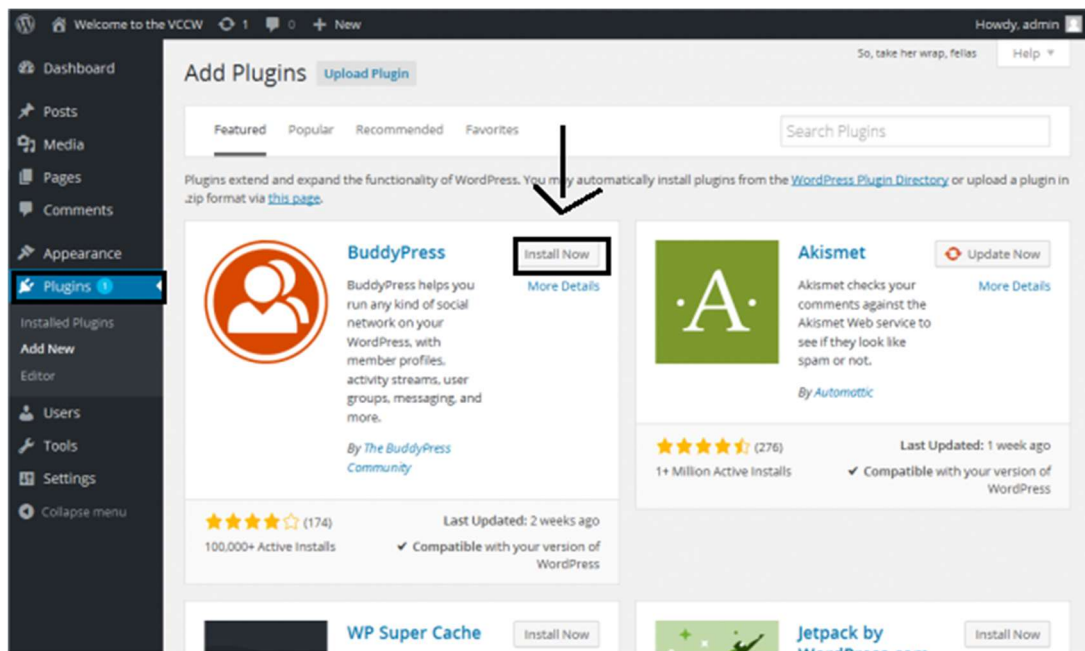 Welcome to the VCCW 1 0 + New Howdy, admin
So, take her wrap, fellas Help
Dashboard
Posts
Media
Pages
Comments
Appearance
Plugins 1
Installed Plugins
Add New
Editor
Users
Tools
Settings
Collapse menu
Add Plugins Upload Plugin
Featured Popular Recommended Favorites Search Plugins
Plugins extend and expand the functionality of WordPress. You may automatically install plugins from the WordPress Plugin Directory or upload a plugin in
.zip format via this page.
BuddyPress
Install Now
More Details
BuddyPress helps you
run any kind of social
network on your
WordPress, with
member profiles,
activity streams, user
groups, messaging, and
more.
By The BuddyPress
Community
(174)
100,000+ Active Installs
Last Updated: 2 weeks ago
✔ Compatible with your version of
WordPress
·A·
Akismet
Update Now
More Details
Akismet checks your
comments against the
Akismet Web service to
see if they look like
spam or not.
By Automattic
(276)
1+ Million Active Installs
Last Updated: 1 week ago
✔ Compatible with your version of
WordPress
WP Super Cache
Install Now
Jetpack by
WordPress.com
Install Now